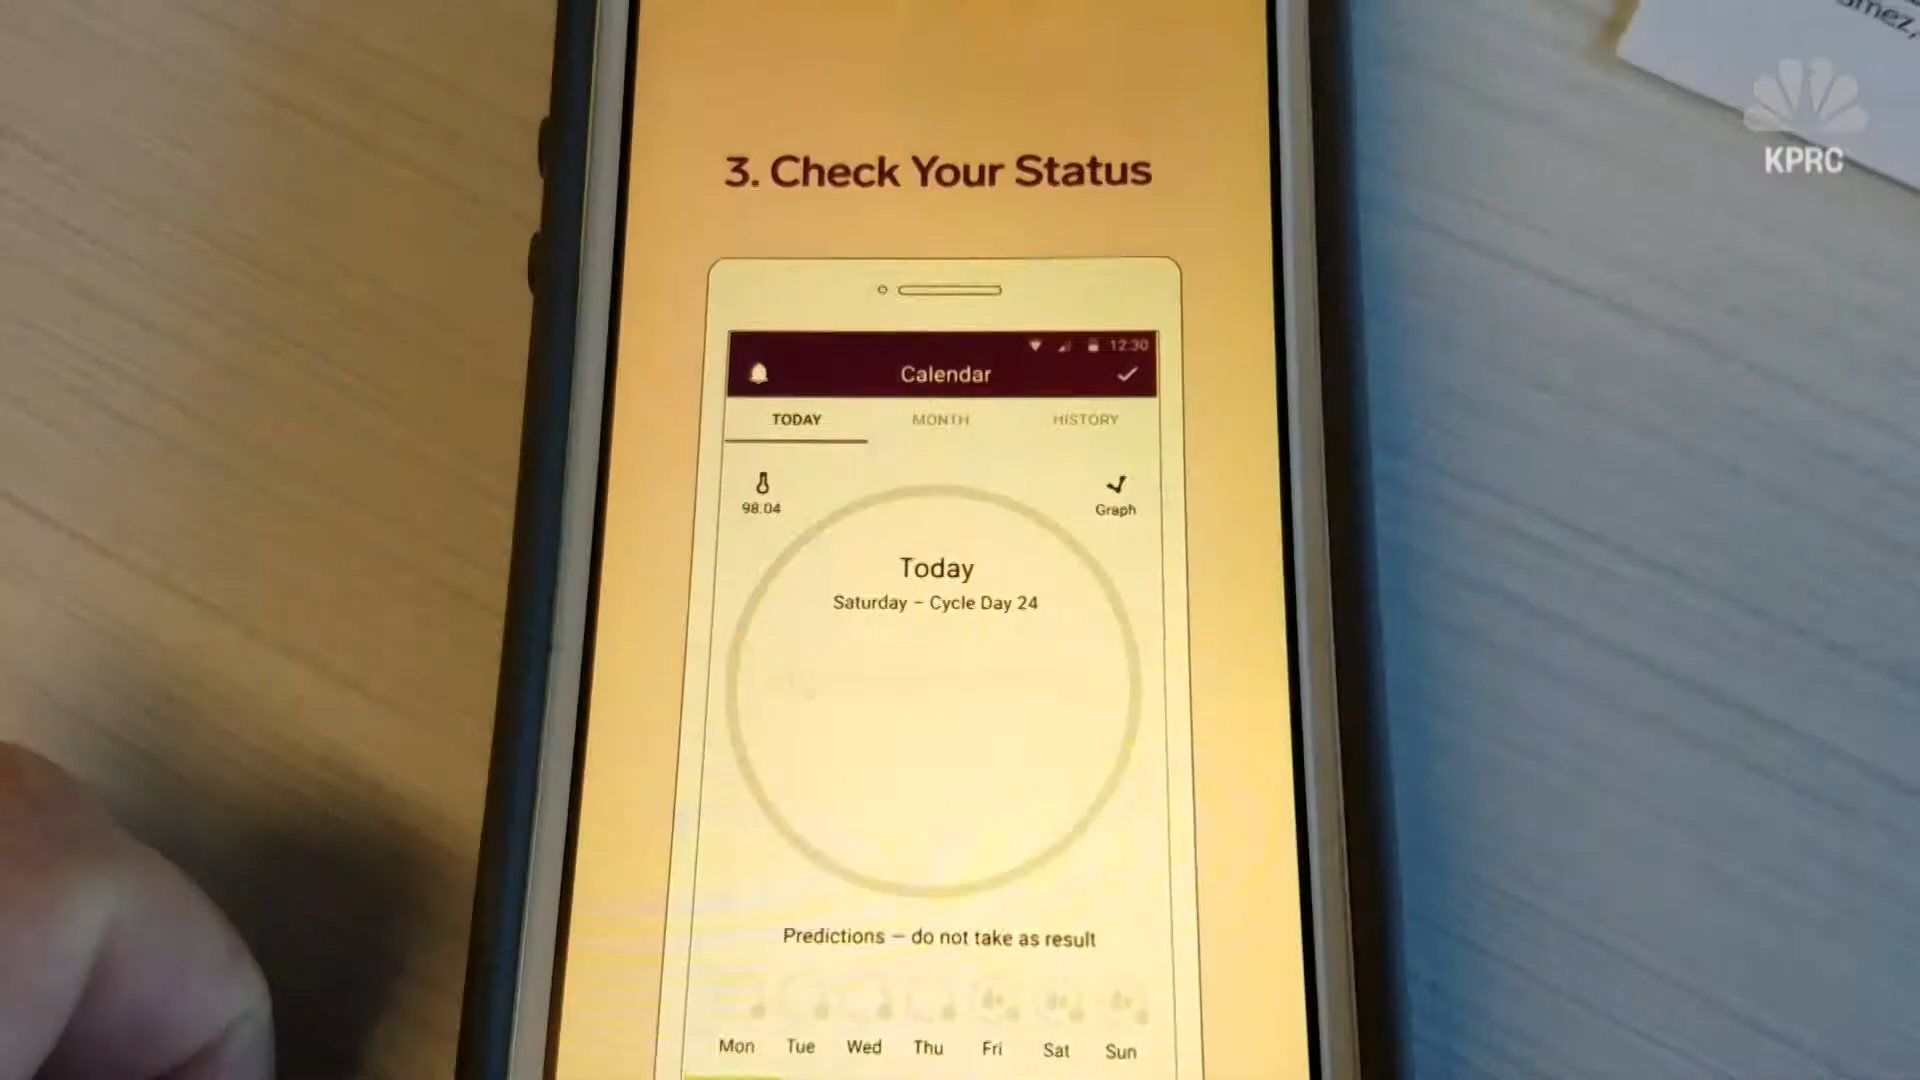 KPRC
3. Check Your Status
12:30
Calendar
TODAY MONTH HISTORY
98.04
Graph
Today
Saturday – Cycle Day 24
Predictions – do not take as result
Mon Tue Wed Thu Fri Sat Sun